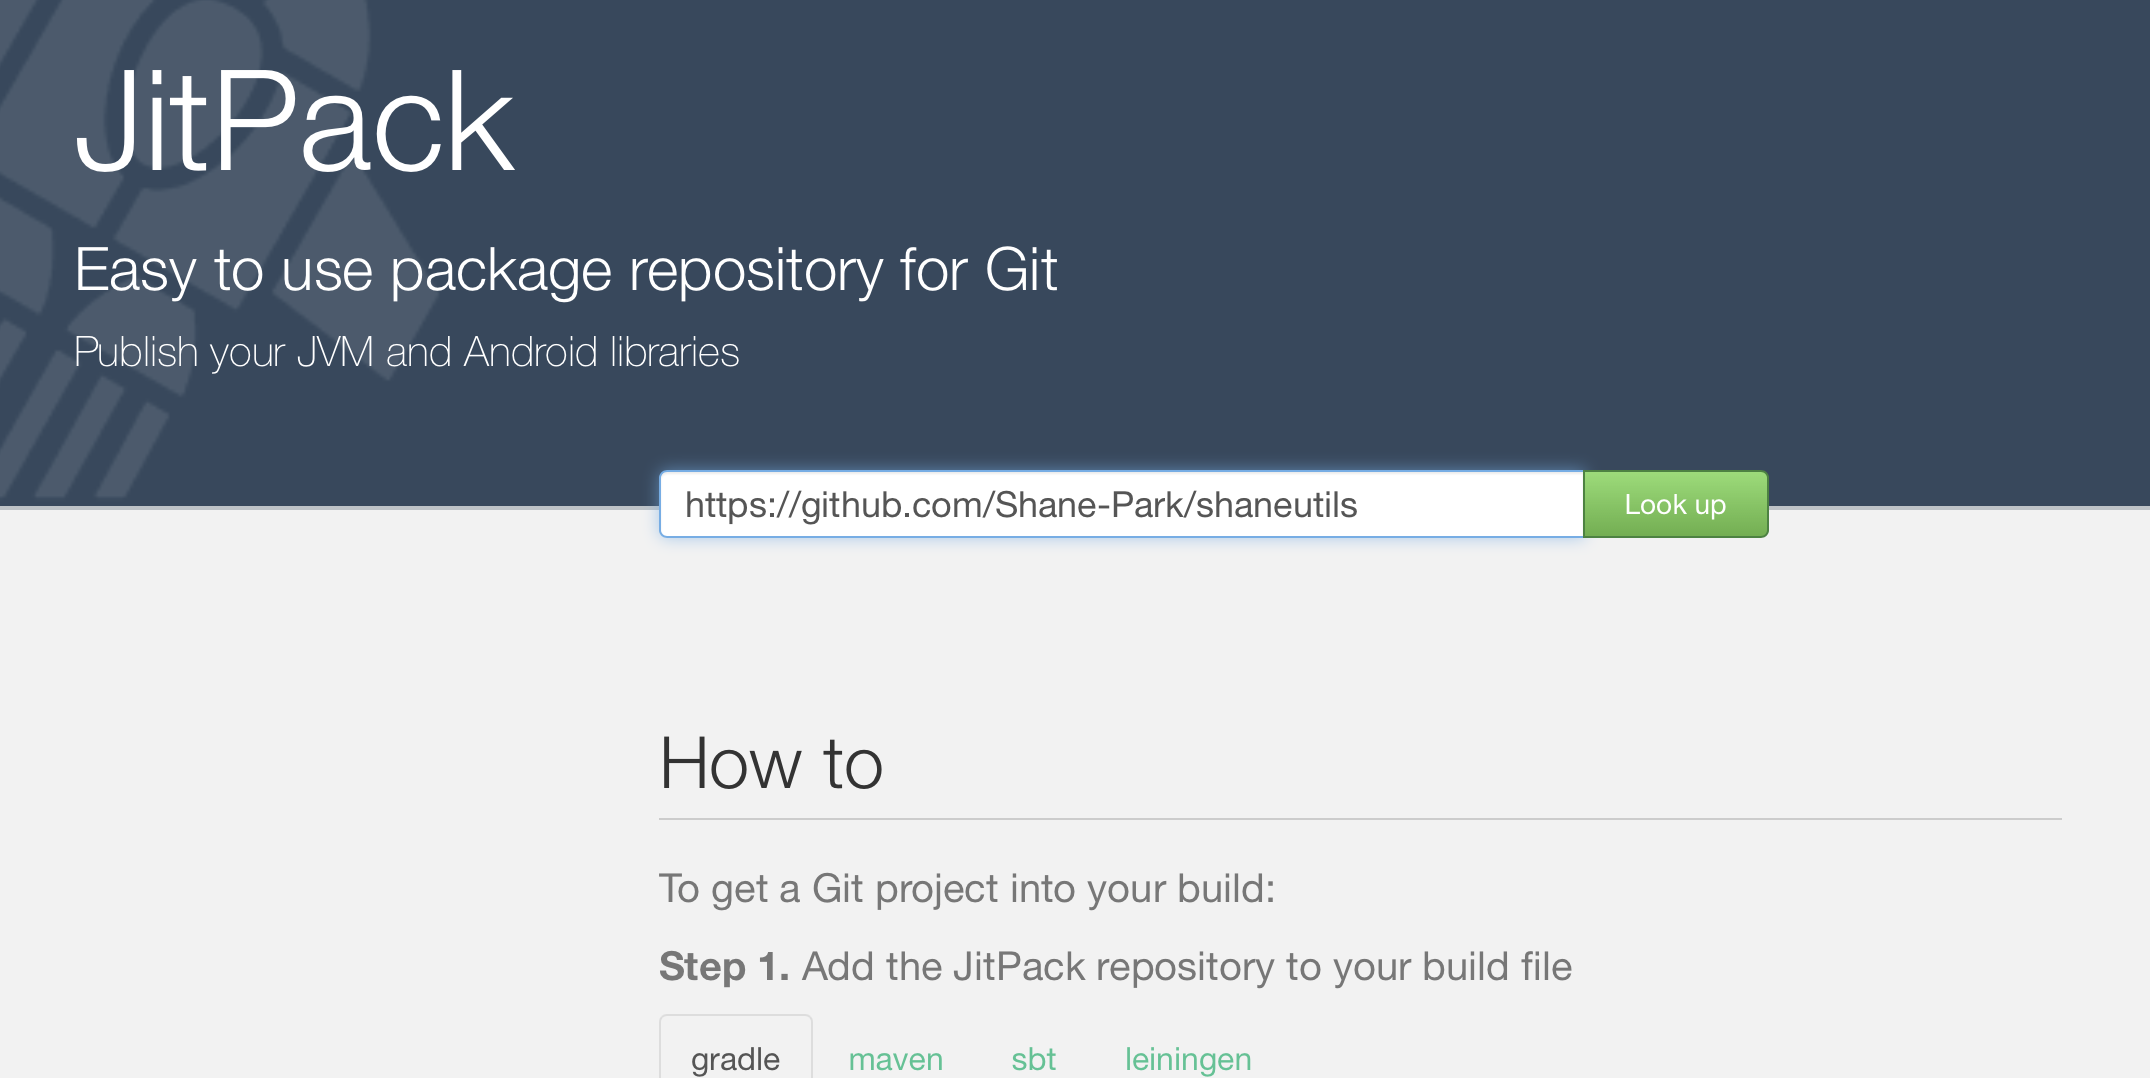 JitPack
Easy to use package repository for Git
Publish your JVM and Android libraries
https://github.com/Shane-Park/shaneutils
Look up
How to
To get a Git project into your build:
Step 1. Add the JitPack repository to your build file
gradle maven sbt leiningen